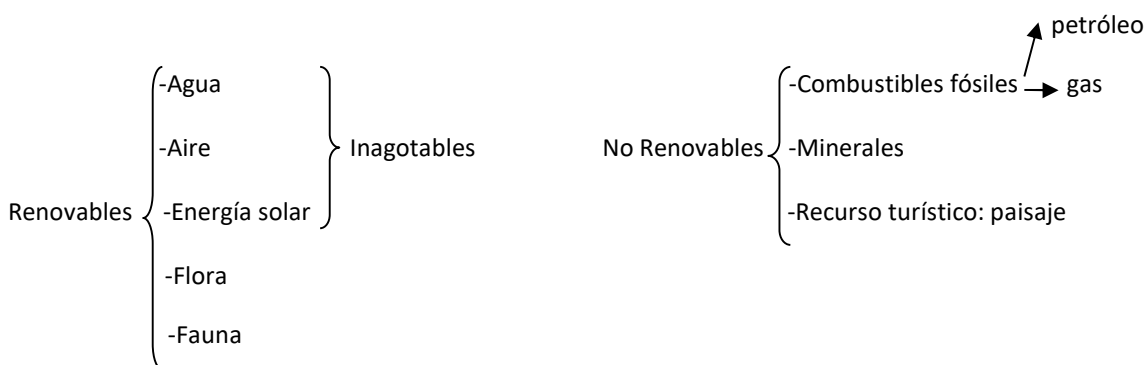 Renovables
-Agua
-Aire
-Energía solar
-Flora
-Fauna
Inagotables
No Renovables
-Combustibles fósiles
petróleo
gas
-Minerales
-Recurso turístico: paisaje